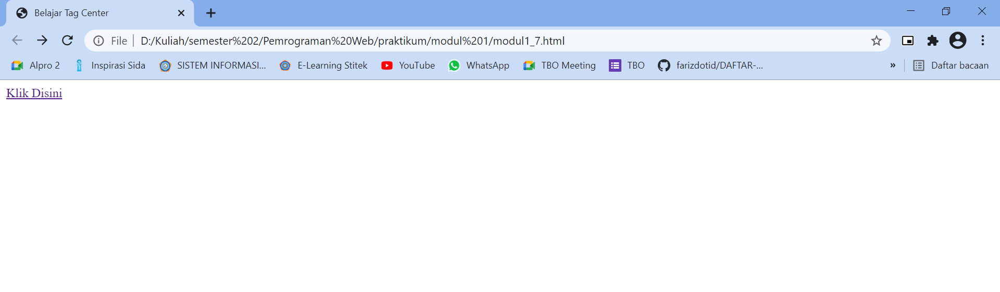 Belajar Tag Center
File D:/Kuliah/semester%202/Pemrograman%20Web/praktikum/modul%201/modul1_7.html
Alpro 2 Inspirasi Sida SISTEM INFORMASI... E-Learning Stitek YouTube WhatsApp TBO Meeting TBO farizdotid/DAFTAR-... » Daftar bacaan
Klik Disini